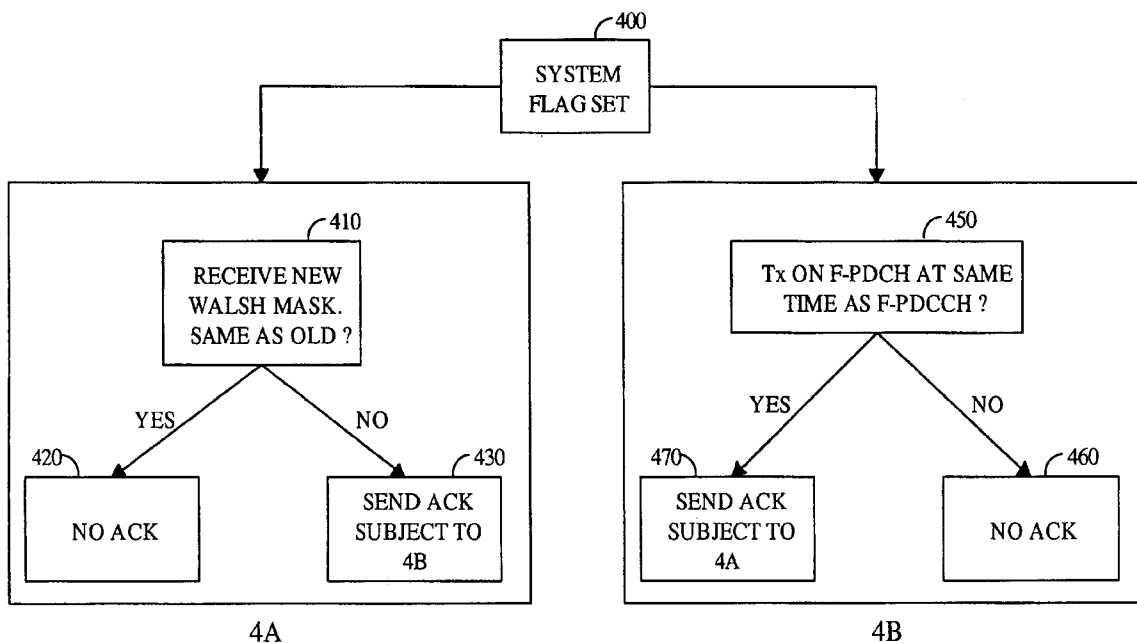 400
SYSTEM
FLAG SET
410
RECEIVE NEW
WALSH MASK.
SAME AS OLD ?
YES
NO
420
NO ACK
430
SEND ACK
SUBJECT TO
4B
4A
450
Tx ON F-PDCH AT SAME
TIME AS F-PDCCH ?
YES
NO
470
SEND ACK
SUBJECT TO
4A
460
NO ACK
4B